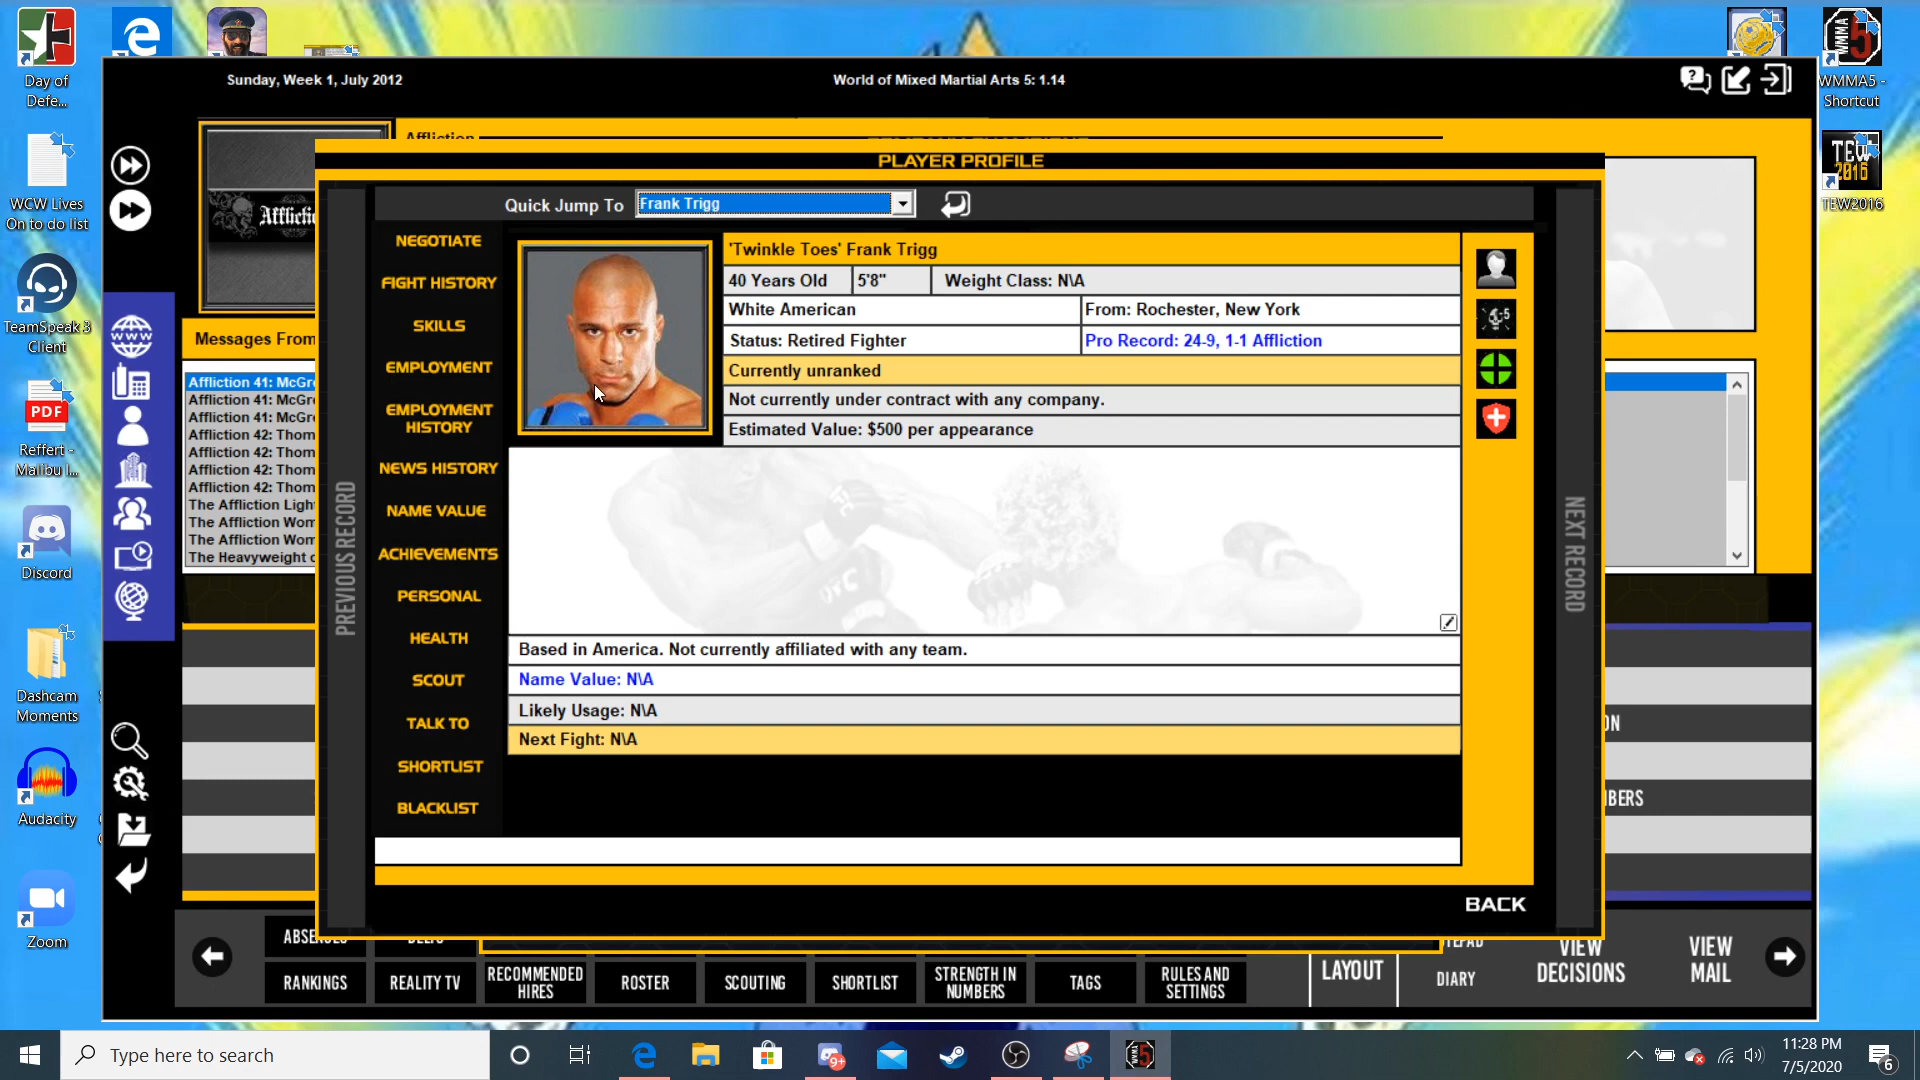 Day of
Defe...
WCW Lives
On to do list
TeamSpeak 3
Client
PDF
Reffert -
Malibu I...
Discord
Dashcam
Moments
Audacity
Zoom
WMMA5 -
Shortcut
TEW
2016
TEW2016
Sunday, Week 1, July 2012
World of Mixed Martial Arts 5: 1.14
Affliction
PLAYER PROFILE
Quick Jump To
Frank Trigg
NEGOTIATE
FIGHT HISTORY
SKILLS
EMPLOYMENT
EMPLOYMENT
HISTORY
NEWS HISTORY
NAME VALUE
ACHIEVEMENTS
PERSONAL
HEALTH
SCOUT
TALK TO
SHORTLIST
BLACKLIST
PREVIOUS RECORD
NEXT RECORD
'Twinkle Toes' Frank Trigg
40 Years Old
5'8"
Weight Class: N\A
White American
From: Rochester, New York
Status: Retired Fighter
Pro Record: 24-9, 1-1 Affliction
Currently unranked
Not currently under contract with any company.
Estimated Value: $500 per appearance
Based in America. Not currently affiliated with any team.
Name Value: N\A
Likely Usage: N\A
Next Fight: N\A
BACK
Messages From
Affliction 41: McGr
Affliction 41: McGr
Affliction 41: McGr
Affliction 42: Thom
Affliction 42: Thom
Affliction 42: Thom
Affliction 42: Thom
The Affliction Ligh
The Affliction Wom
The Affliction Wom
The Heavyweight c
WWW
RANKINGS
REALITY TV
RECOMMENDED
HIRES
ROSTER
SCOUTING
SHORTLIST
STRENGTH IN
NUMBERS
TAGS
RULES AND
SETTINGS
LAYOUT
DIARY
VIEW
DECISIONS
VIEW
MAIL
Type here to search
9+
11:28 PM
7/5/2020
6